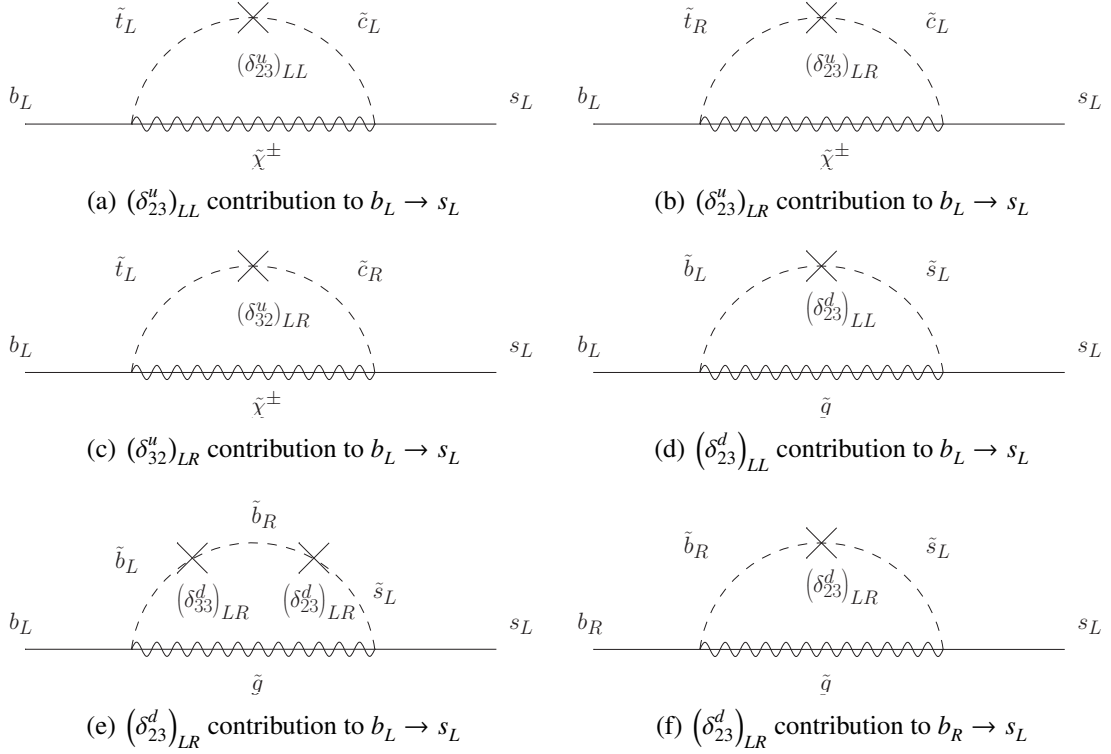 t̃_L c̃_L t̃_R c̃_L
(δ^u_23)_LL (δ^u_23)_LR
b_L s_L b_L s_L
χ̃^± χ̃^±
(a) (δ^u_23)_LL contribution to b_L → s_L (b) (δ^u_23)_LR contribution to b_L → s_L
t̃_L c̃_R b̃_L s̃_L
(δ^u_32)_LR (δ^d_23)_LL
b_L s_L b_L s_L
χ̃^± g̃
(c) (δ^u_32)_LR contribution to b_L → s_L (d) (δ^d_23)_LL contribution to b_L → s_L
b̃_R
b̃_L s̃_L b̃_R s̃_L
(δ^d_33)_LR (δ^d_23)_LR (δ^d_23)_LR
b_L s_L b_R s_L
g̃ g̃
(e) (δ^d_23)_LR contribution to b_L → s_L (f) (δ^d_23)_LR contribution to b_R → s_L